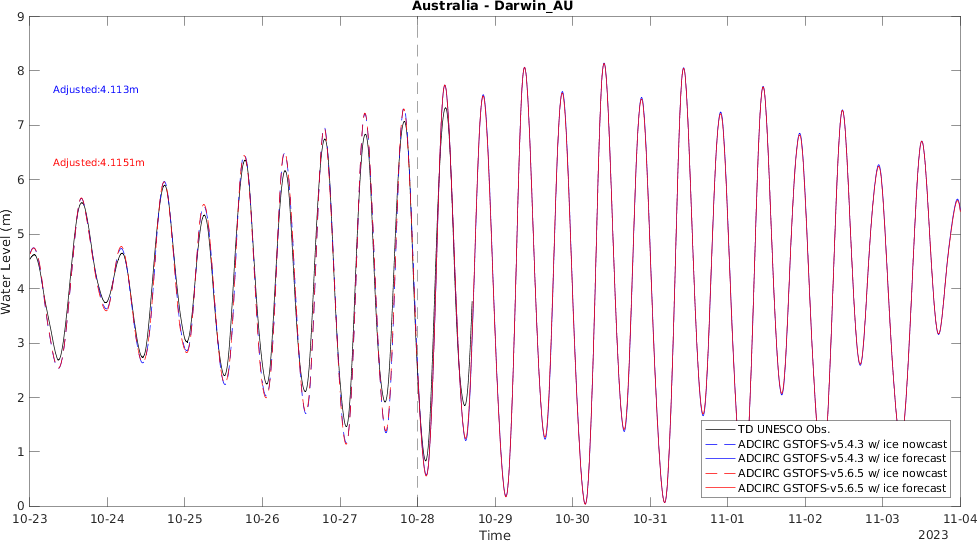 Australia - Darwin_AU
9
8
7
6
5
4
3
2
1
0
Water Level (m)
Adjusted:4.113m
Adjusted:4.1151m
TD UNESCO Obs.
ADCIRC GSTOFS-v5.4.3 w/ ice nowcast
ADCIRC GSTOFS-v5.4.3 w/ ice forecast
ADCIRC GSTOFS-v5.6.5 w/ ice nowcast
ADCIRC GSTOFS-v5.6.5 w/ ice forecast
10-23 10-24 10-25 10-26 10-27 10-28 10-29 10-30 10-31 11-01 11-02 11-03 11-04
Time
2023